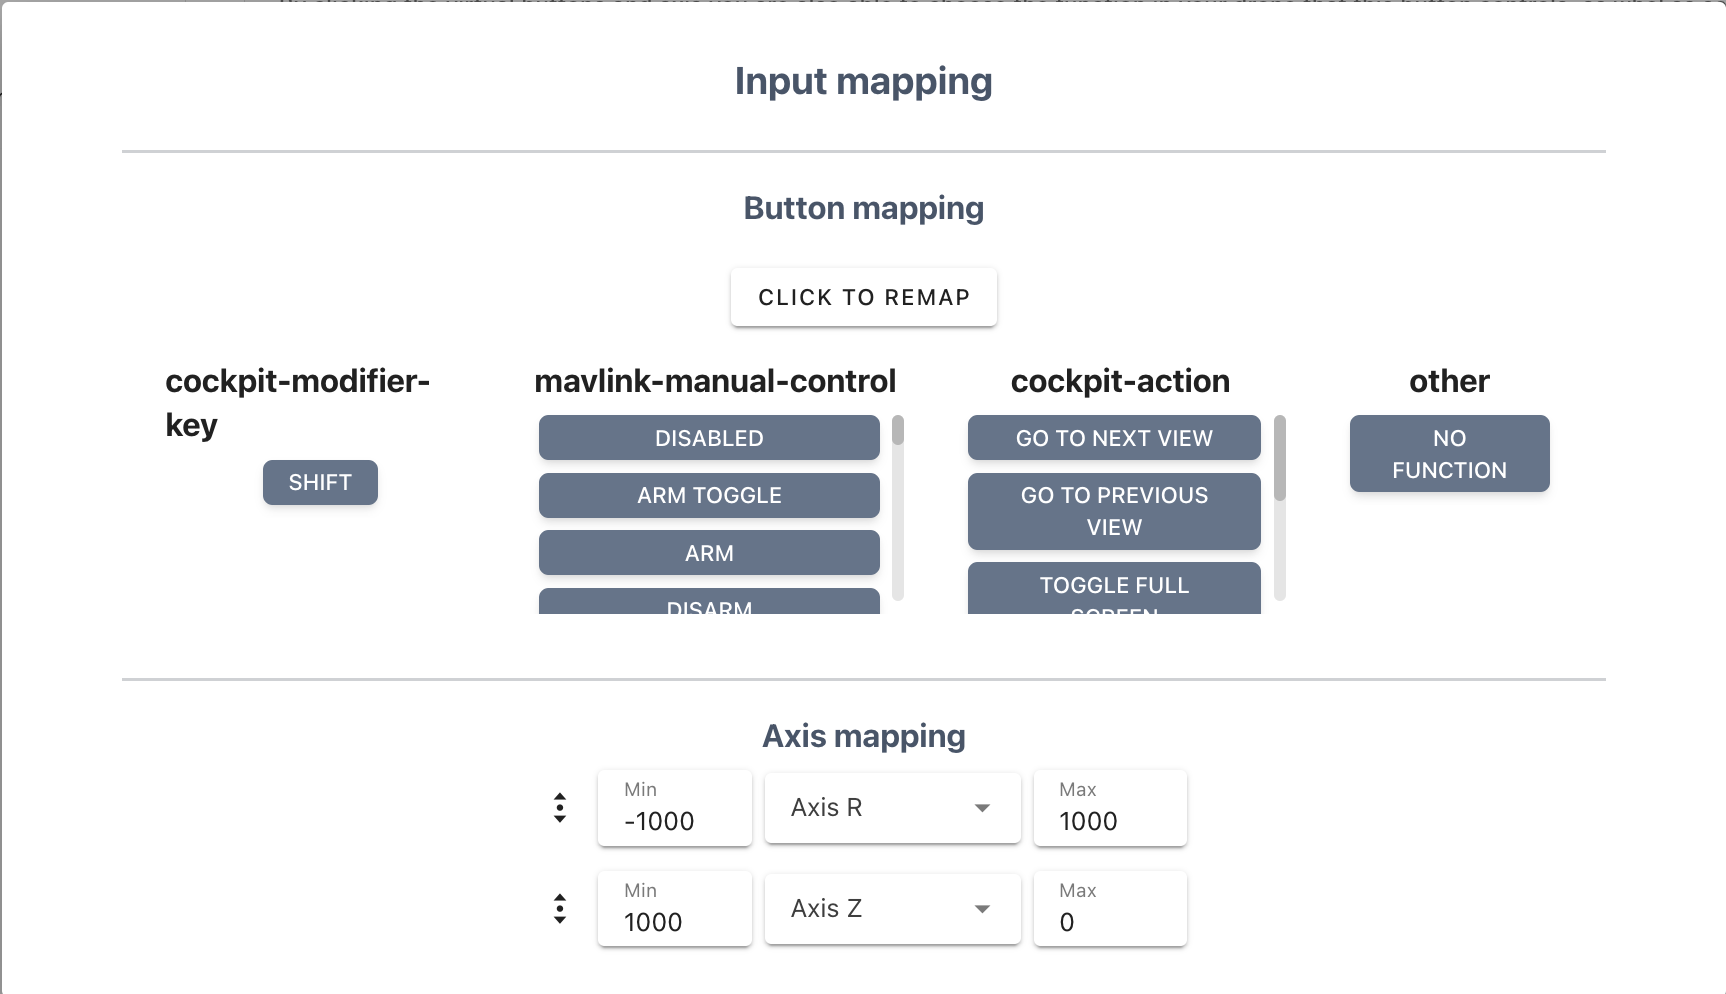 Input mapping
Button mapping
CLICK TO REMAP
cockpit-modifier-
key
SHIFT
mavlink-manual-control
DISABLED
ARM TOGGLE
ARM
DISARM
cockpit-action
GO TO NEXT VIEW
GO TO PREVIOUS
VIEW
TOGGLE FULL
SCREEN
other
NO
FUNCTION
Axis mapping
Min
-1000
Axis R
Max
1000
Min
1000
Axis Z
Max
0